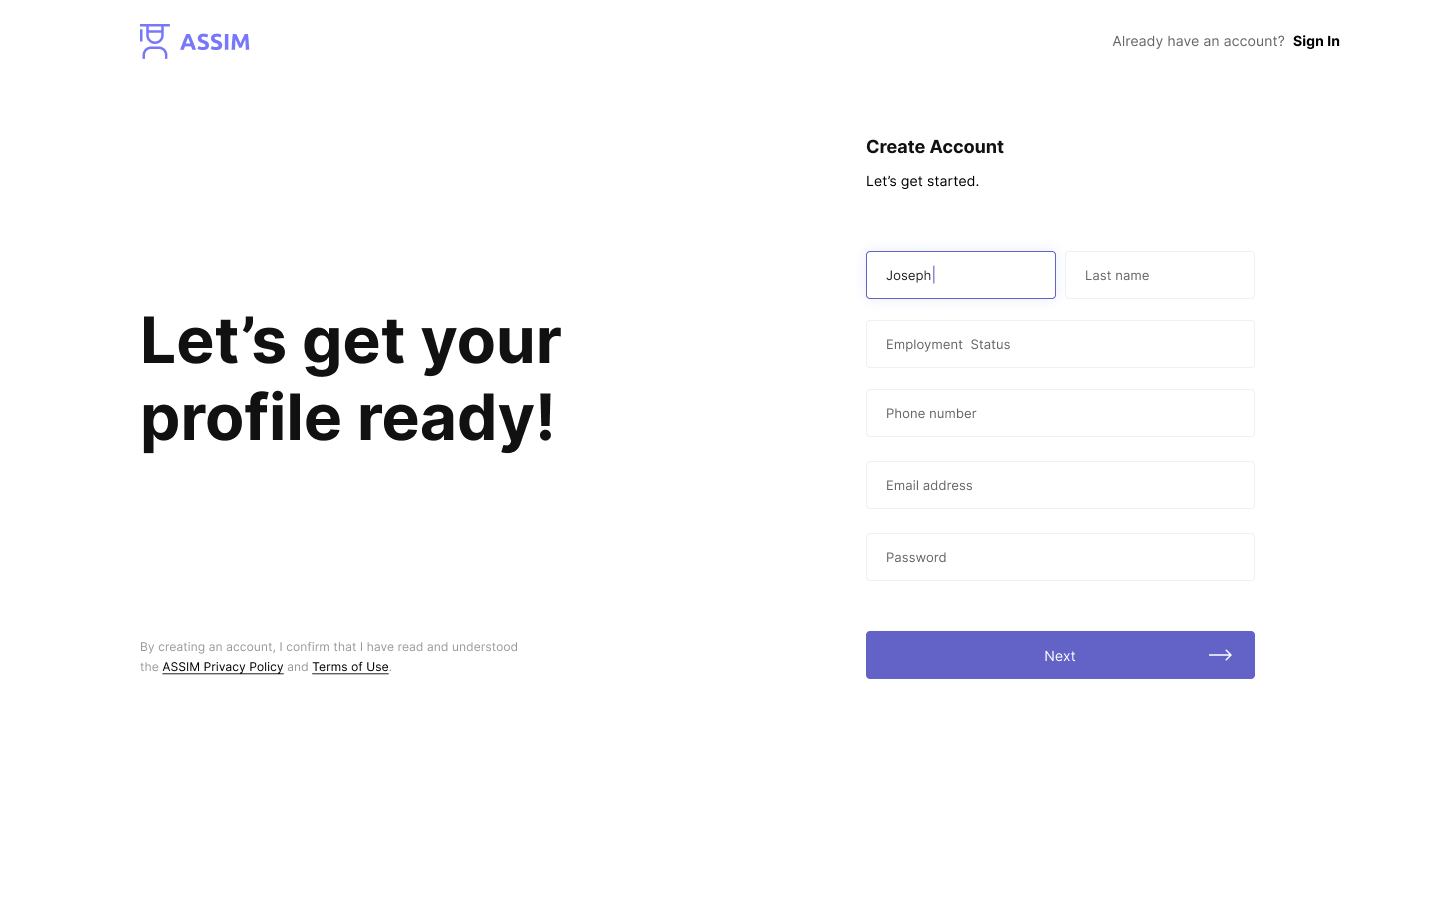 ASSIM
Already have an account? Sign In
Create Account
Let’s get started.
Joseph
Last name
Employment Status
Phone number
Email address
Password
Next
Let’s get your
profile ready!
By creating an account, I confirm that I have read and understood
the ASSIM Privacy Policy and Terms of Use.